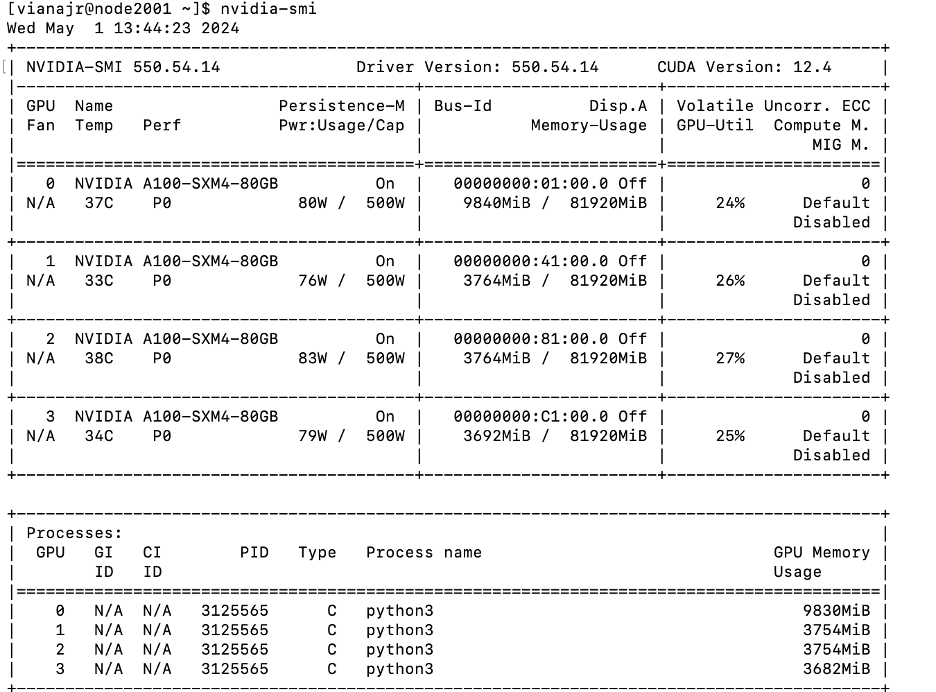 [vianajr@node2001 ~]$ nvidia-smi
Wed May  1 13:44:23 2024
+-----------------------------------------------------------------------------------------+
| NVIDIA-SMI 550.54.14              Driver Version: 550.54.14      CUDA Version: 12.4     |
|-----------------------------------------+------------------------+----------------------+
| GPU  Name                 Persistence-M | Bus-Id          Disp.A | Volatile Uncorr. ECC |
| Fan  Temp   Perf          Pwr:Usage/Cap |           Memory-Usage | GPU-Util  Compute M. |
|                                         |                        |               MIG M. |
|=========================================+========================+======================|
|   0  NVIDIA A100-SXM4-80GB          On  |   00000000:01:00.0 Off |                    0 |
| N/A   37C    P0             80W /  500W |    9840MiB /  81920MiB |     24%      Default |
|                                         |                        |             Disabled |
+-----------------------------------------+------------------------+----------------------+
|   1  NVIDIA A100-SXM4-80GB          On  |   00000000:41:00.0 Off |                    0 |
| N/A   33C    P0             76W /  500W |    3764MiB /  81920MiB |     26%      Default |
|                                         |                        |             Disabled |
+-----------------------------------------+------------------------+----------------------+
|   2  NVIDIA A100-SXM4-80GB          On  |   00000000:81:00.0 Off |                    0 |
| N/A   38C    P0             83W /  500W |    3764MiB /  81920MiB |     27%      Default |
|                                         |                        |             Disabled |
+-----------------------------------------+------------------------+----------------------+
|   3  NVIDIA A100-SXM4-80GB          On  |   00000000:C1:00.0 Off |                    0 |
| N/A   34C    P0             79W /  500W |    3692MiB /  81920MiB |     25%      Default |
|                                         |                        |             Disabled |
+-----------------------------------------+------------------------+----------------------+

+-----------------------------------------------------------------------------------------+
| Processes:                                                                              |
|  GPU   GI   CI        PID   Type   Process name                              GPU Memory |
|        ID   ID                                                               Usage      |
|=========================================================================================|
|    0   N/A  N/A   3125565      C   python3                                      9830MiB |
|    1   N/A  N/A   3125565      C   python3                                      3754MiB |
|    2   N/A  N/A   3125565      C   python3                                      3754MiB |
|    3   N/A  N/A   3125565      C   python3                                      3682MiB |
+-----------------------------------------------------------------------------------------+